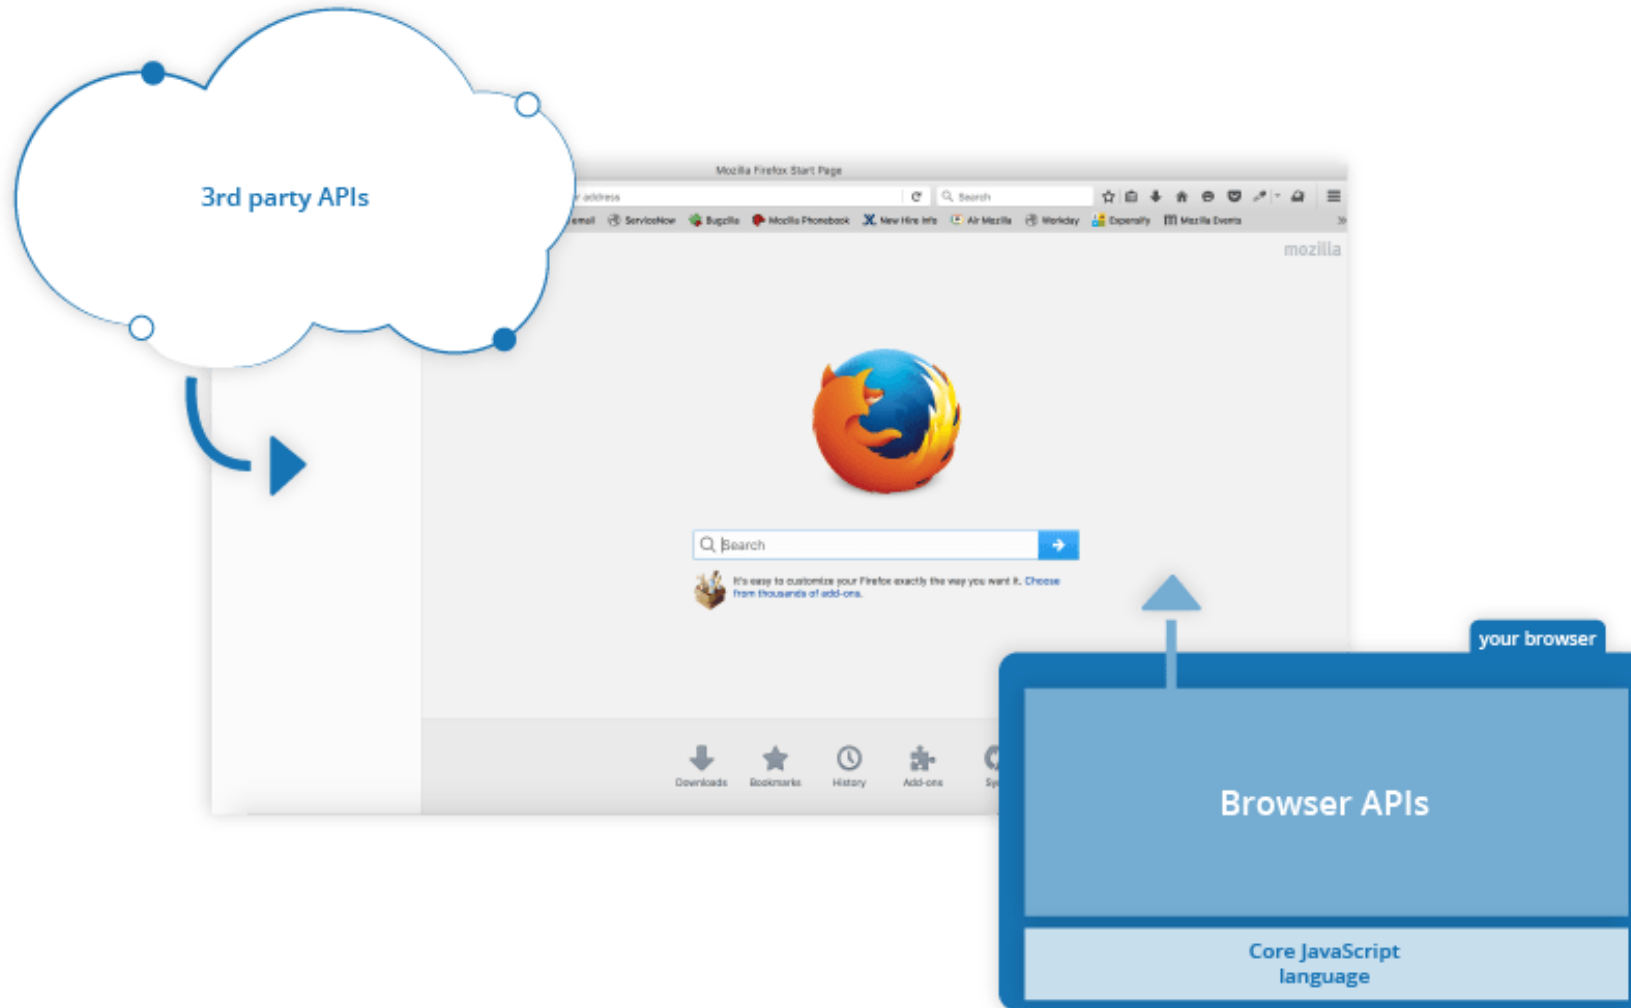 3rd party APIs
Mozilla Firefox Start Page
address
Search
email ServiceNow Bugzilla Mozilla Phonebook New Hire Info Air Mozilla Workday Expensify Mozilla Events
mozilla
Search
It's easy to customize your Firefox exactly the way you want it. Choose
from thousands of add-ons.
your browser
Downloads Bookmarks History Add-ons
Browser APIs
Core JavaScript
language